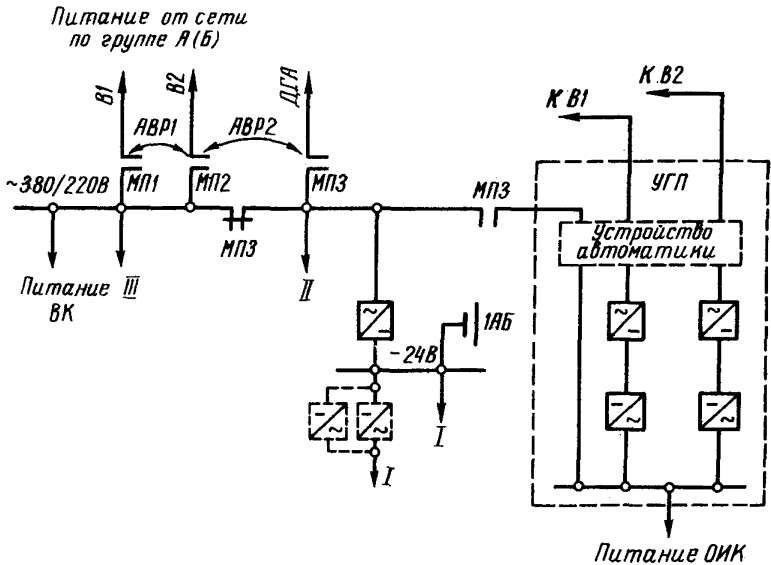 Питание от сети
по группе А(Б)
В1
В2
ДГА
АВР1
АВР2
К В1
К В2
~380/220В
МП1
МП2
МП3
МП3
МП3
УГП
Устройство
автоматики
Питание
ВК
III
II
~
–
1АБ
–24В
–
~
–
~
I
I
~
–
~
–
–
~
–
~
Питание ОИК